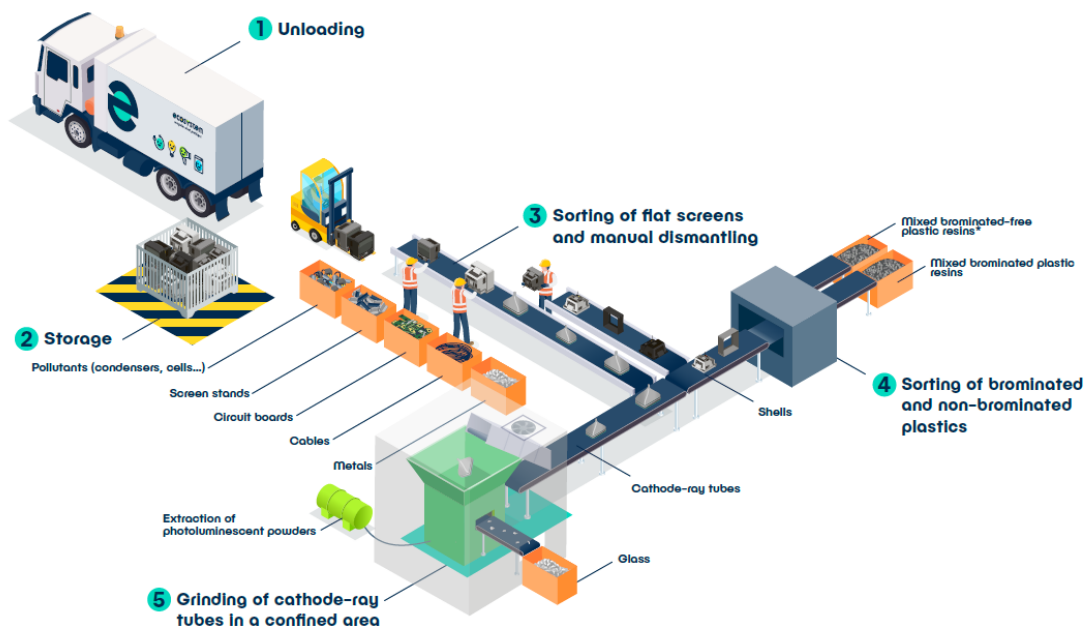 1 Unloading
ecosystem
2 Storage
3 Sorting of flat screens
and manual dismantling
Mixed brominated-free
plastic resins*
Mixed brominated plastic
resins
4 Sorting of brominated
and non-brominated
plastics
Pollutants (condensers, cells...)
Screen stands
Circuit boards
Cables
Metals
Shells
Cathode-ray tubes
Extraction of
photoluminescent powders
Glass
5 Grinding of cathode-ray
tubes in a confined area